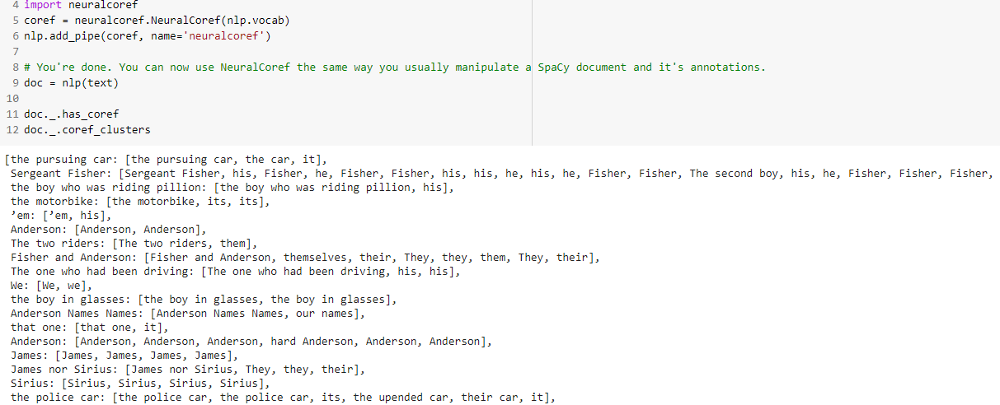 4 import neuralcoref
5 coref = neuralcoref.NeuralCoref(nlp.vocab)
6 nlp.add_pipe(coref, name='neuralcoref')
7
8 # You're done. You can now use NeuralCoref the same way you usually manipulate a SpaCy document and it's annotations.
9 doc = nlp(text)
10
11 doc._.has_coref
12 doc._.coref_clusters
[the pursuing car: [the pursuing car, the car, it],
Sergeant Fisher: [Sergeant Fisher, his, Fisher, he, Fisher, Fisher, his, his, he, his, he, Fisher, Fisher, The second boy, his, he, Fisher, Fisher, Fisher,
the boy who was riding pillion: [the boy who was riding pillion, his],
the motorbike: [the motorbike, its, its],
’em: [’em, his],
Anderson: [Anderson, Anderson],
The two riders: [The two riders, them],
Fisher and Anderson: [Fisher and Anderson, themselves, their, They, they, them, They, their],
The one who had been driving: [The one who had been driving, his, his],
We: [We, we],
the boy in glasses: [the boy in glasses, the boy in glasses],
Anderson Names Names: [Anderson Names Names, our names],
that one: [that one, it],
Anderson: [Anderson, Anderson, Anderson, hard Anderson, Anderson, Anderson],
James: [James, James, James, James],
James nor Sirius: [James nor Sirius, They, they, their],
Sirius: [Sirius, Sirius, Sirius, Sirius],
the police car: [the police car, the police car, its, the upended car, their car, it],